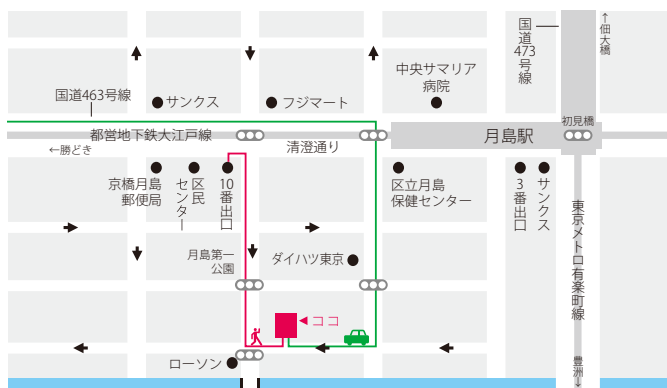 国道
473
号線
↑佃大橋
中央サマリア
病院
国道463号線
サンクス
フジマート
初見橋
都営地下鉄大江戸線
月島駅
←勝どき
清澄通り
京橋月島
郵便局
区民
センター
10番出口
区立月島
保健センター
3番出口
サンクス
東京メトロ有楽町線
月島第一
公園
ダイハツ東京
ココ
ローソン
豊洲↓